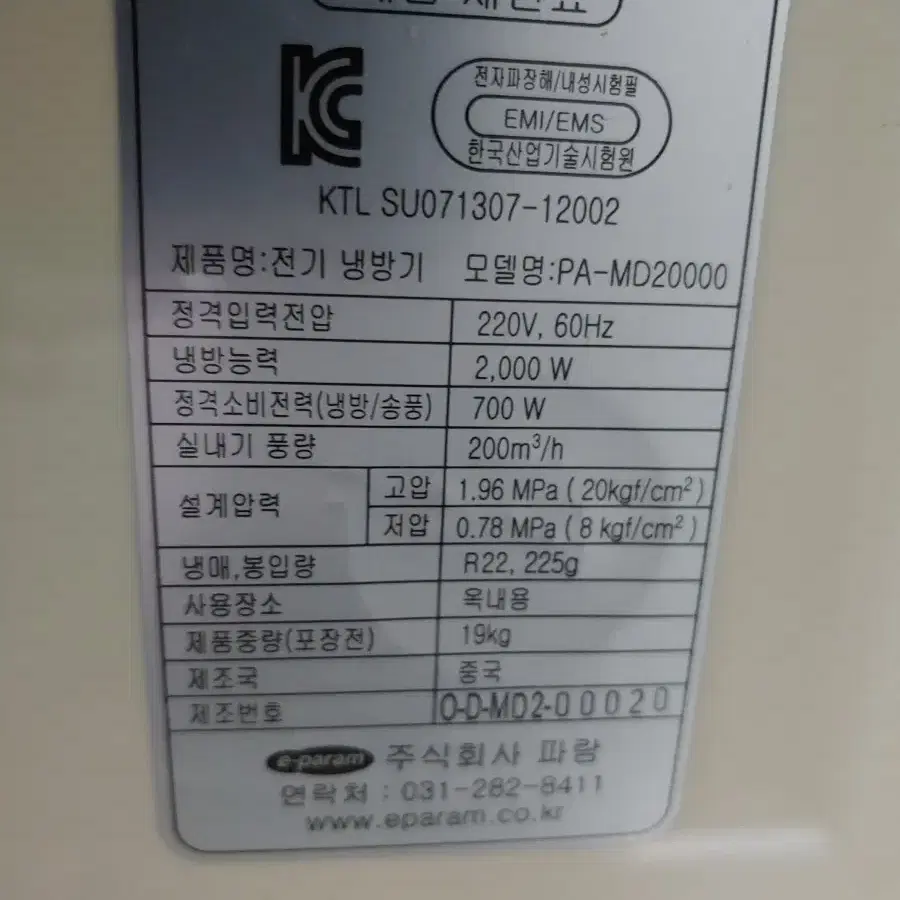 전자파장해/내성시험필
EMI/EMS
한국산업기술시험원
KTL SU071307-12002
제품명:전기 냉방기 모델명:PA-MD20000
정격입력전압 220V, 60Hz
냉방능력 2,000 W
정격소비전력(냉방/송풍) 700 W
실내기 풍량 200m³/h
설계압력 고압 1.96 MPa ( 20kgf/cm² )
저압 0.78 MPa ( 8 kgf/cm² )
냉매,봉입량 R22, 225g
사용장소 옥내용
제품중량(포장전) 19kg
제조국 중국
제조번호 O-D-MD2-00020
e-param 주식회사 파랑
연락처 : 031-282-8411
www.eparam.co.kr